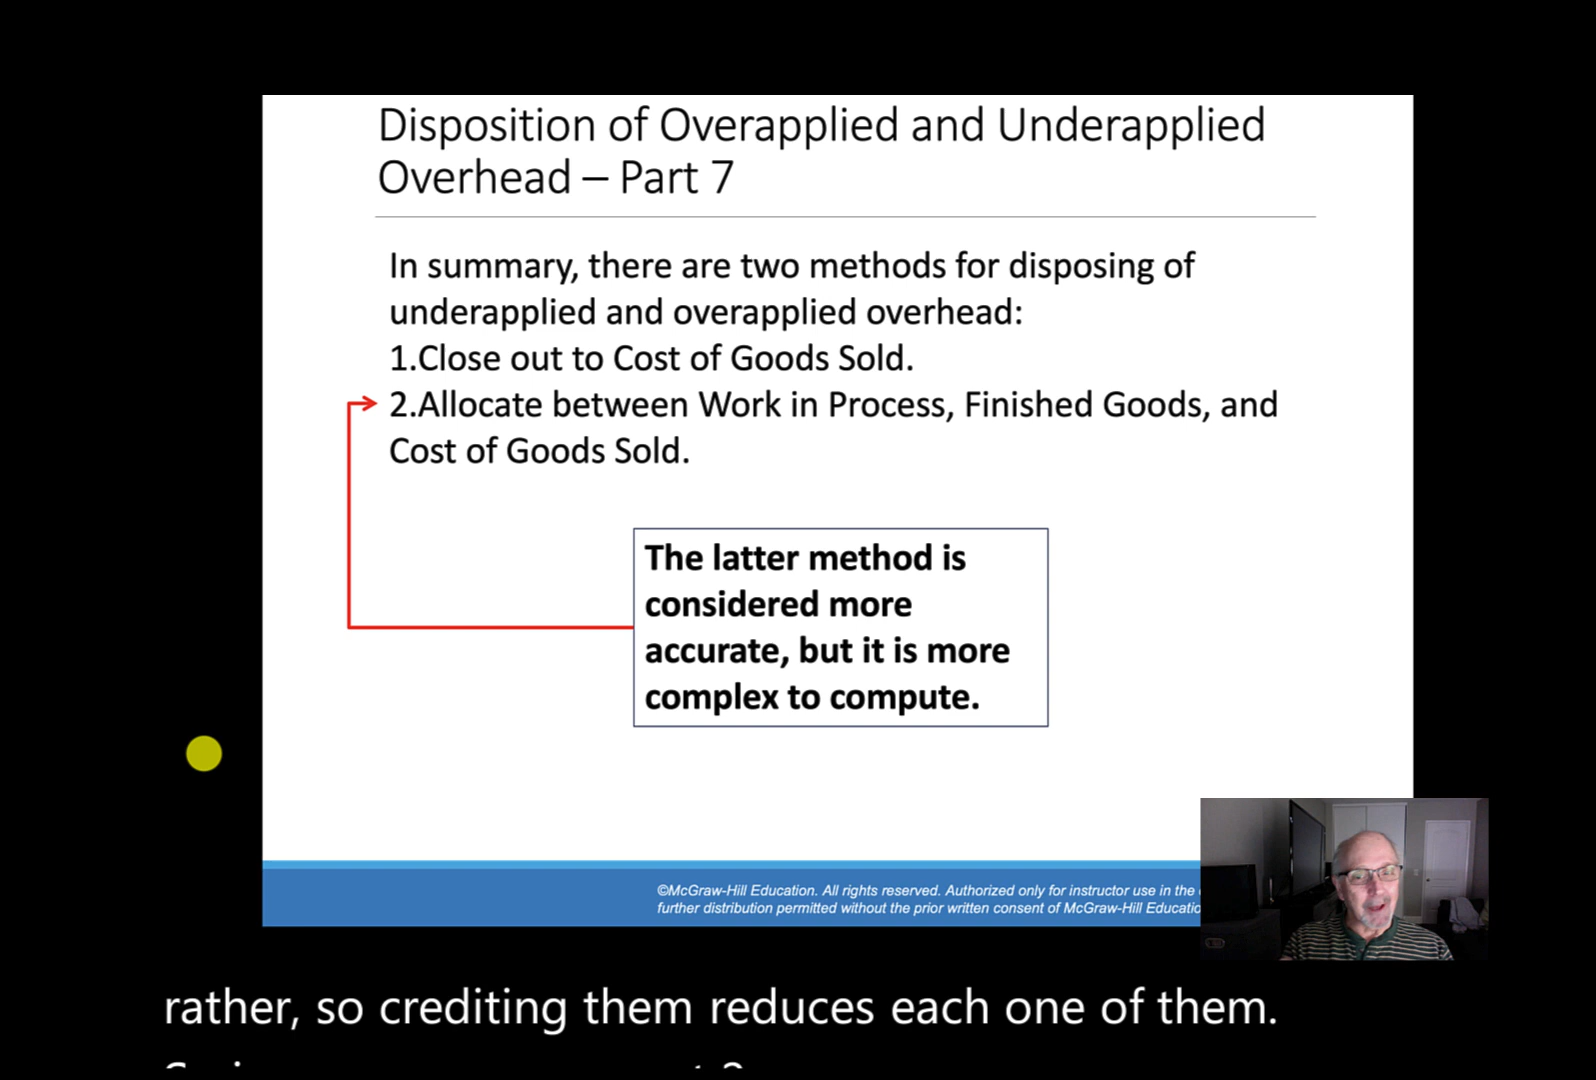 Disposition of Overapplied and Underapplied
Overhead – Part 7
In summary, there are two methods for disposing of
underapplied and overapplied overhead:
1.Close out to Cost of Goods Sold.
2.Allocate between Work in Process, Finished Goods, and
Cost of Goods Sold.
The latter method is
considered more
accurate, but it is more
complex to compute.
©McGraw-Hill Education. All rights reserved. Authorized only for instructor use in the
further distribution permitted without the prior written consent of McGraw-Hill
rather, so crediting them reduces each one of them.